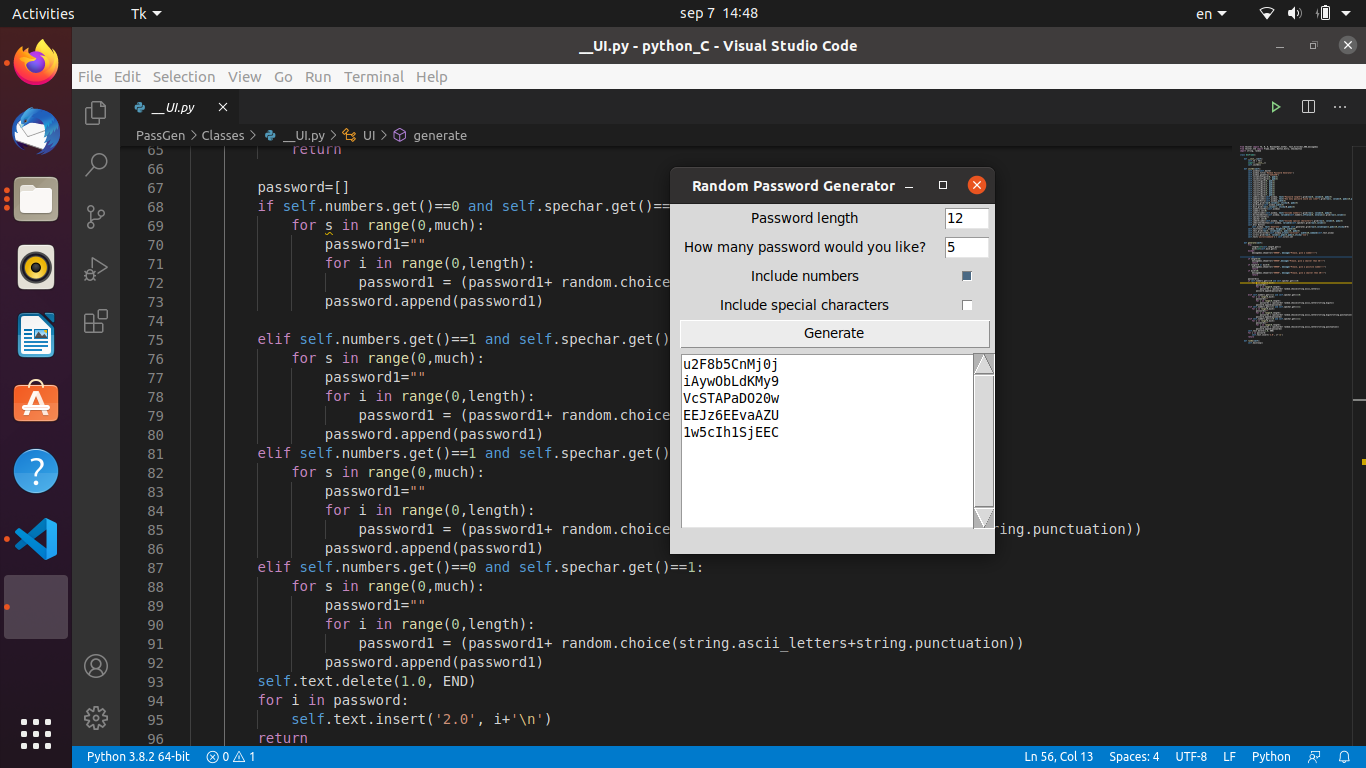 Activities
Tk
sep 7 14:48
en
__UI.py - python_C - Visual Studio Code
File Edit Selection View Go Run Terminal Help
__UI.py
PassGen > Classes > __UI.py > UI > generate
65 return
66
67 password=[]
68 if self.numbers.get()==0 and self.spechar.get()==
69 for s in range(0,much):
70 password1=""
71 for i in range(0,length):
72 password1 = (password1+ random.choice
73 password.append(password1)
74
75 elif self.numbers.get()==1 and self.spechar.get()
76 for s in range(0,much):
77 password1=""
78 for i in range(0,length):
79 password1 = (password1+ random.choice
80 password.append(password1)
81 elif self.numbers.get()==1 and self.spechar.get()
82 for s in range(0,much):
83 password1=""
84 for i in range(0,length):
85 password1 = (password1+ random.choice ring.punctuation))
86 password.append(password1)
87 elif self.numbers.get()==0 and self.spechar.get()==1:
88 for s in range(0,much):
89 password1=""
90 for i in range(0,length):
91 password1 = (password1+ random.choice(string.ascii_letters+string.punctuation))
92 password.append(password1)
93 self.text.delete(1.0, END)
94 for i in password:
95 self.text.insert('2.0', i+'\n')
96 return
Random Password Generator
Password length 12
How many password would you like? 5
Include numbers
Include special characters
Generate
u2F8b5CnMj0j
iAywObLdKMy9
VcSTAPaDO20w
EEJz6EEvaAZU
1w5cIh1SjEEC
Python 3.8.2 64-bit 0 1 Ln 56, Col 13 Spaces: 4 UTF-8 LF Python